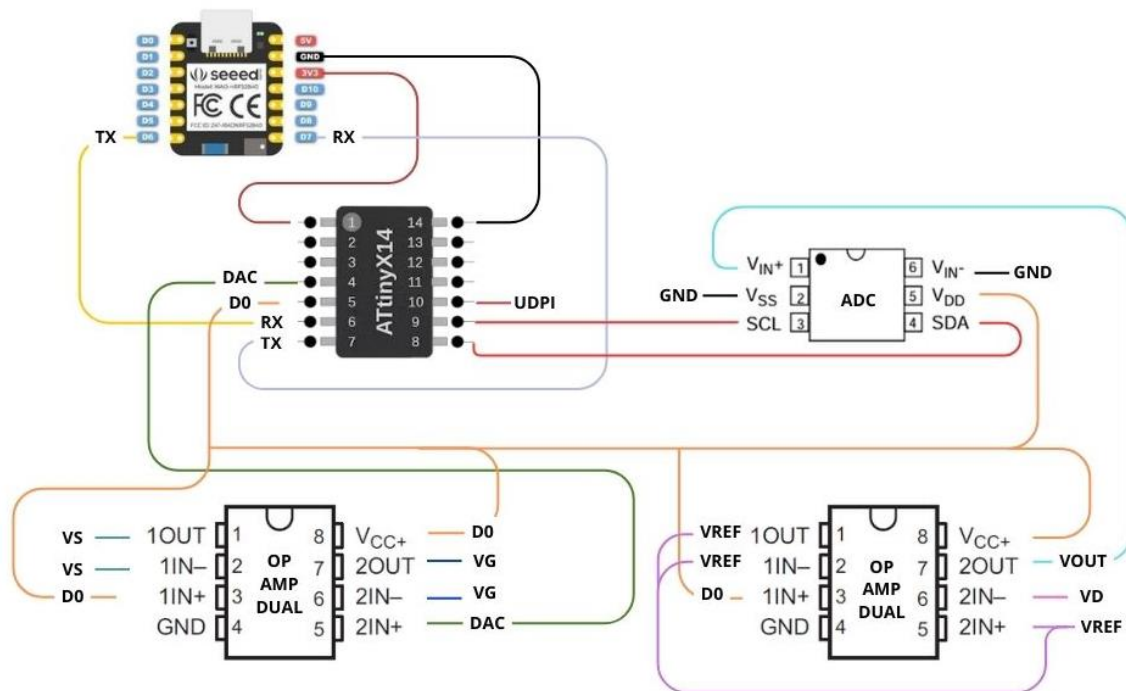 D0
D1
D2
D3
D4
D5
D6
5V
GND
3V3
D10
D9
D8
D7
seeed
FCC CE
TX
RX
ATtinyX14
1
2
3
4
5
6
7
14
13
12
11
10
9
8
DAC
D0
RX
TX
UDPI
ADC
VIN+ 1
VSS 2
SCL 3
6 VIN-
5 VDD
4 SDA
GND
GND
OP
AMP
DUAL
VS 1OUT 1
VS 1IN– 2
D0 1IN+ 3
GND 4
8 VCC+ D0
7 2OUT VG
6 2IN– VG
5 2IN+ DAC
OP
AMP
DUAL
VREF 1OUT 1
VREF 1IN– 2
D0 1IN+ 3
GND 4
8 VCC+
7 2OUT VOUT
6 2IN– VD
5 2IN+ VREF